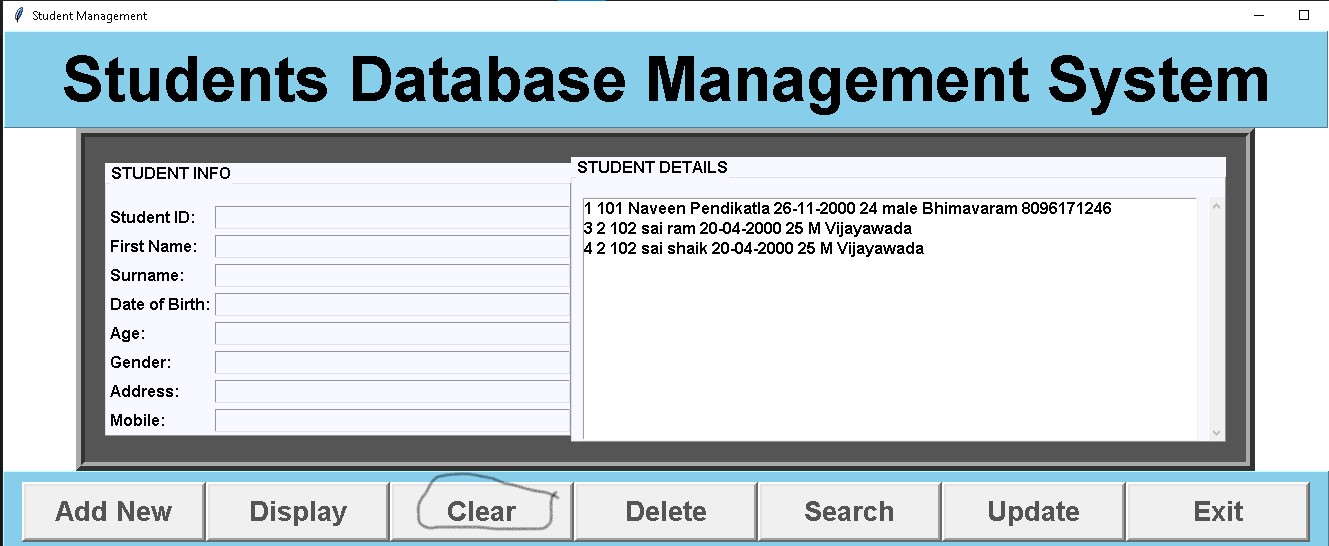 Student Management
Students Database Management System
STUDENT INFO
Student ID:
First Name:
Surname:
Date of Birth:
Age:
Gender:
Address:
Mobile:
STUDENT DETAILS
1 101 Naveen Pendikatla 26-11-2000 24 male Bhimavaram 8096171246
3 2 102 sai ram 20-04-2000 25 M Vijayawada
4 2 102 sai shaik 20-04-2000 25 M Vijayawada
Add New Display Clear Delete Search Update Exit